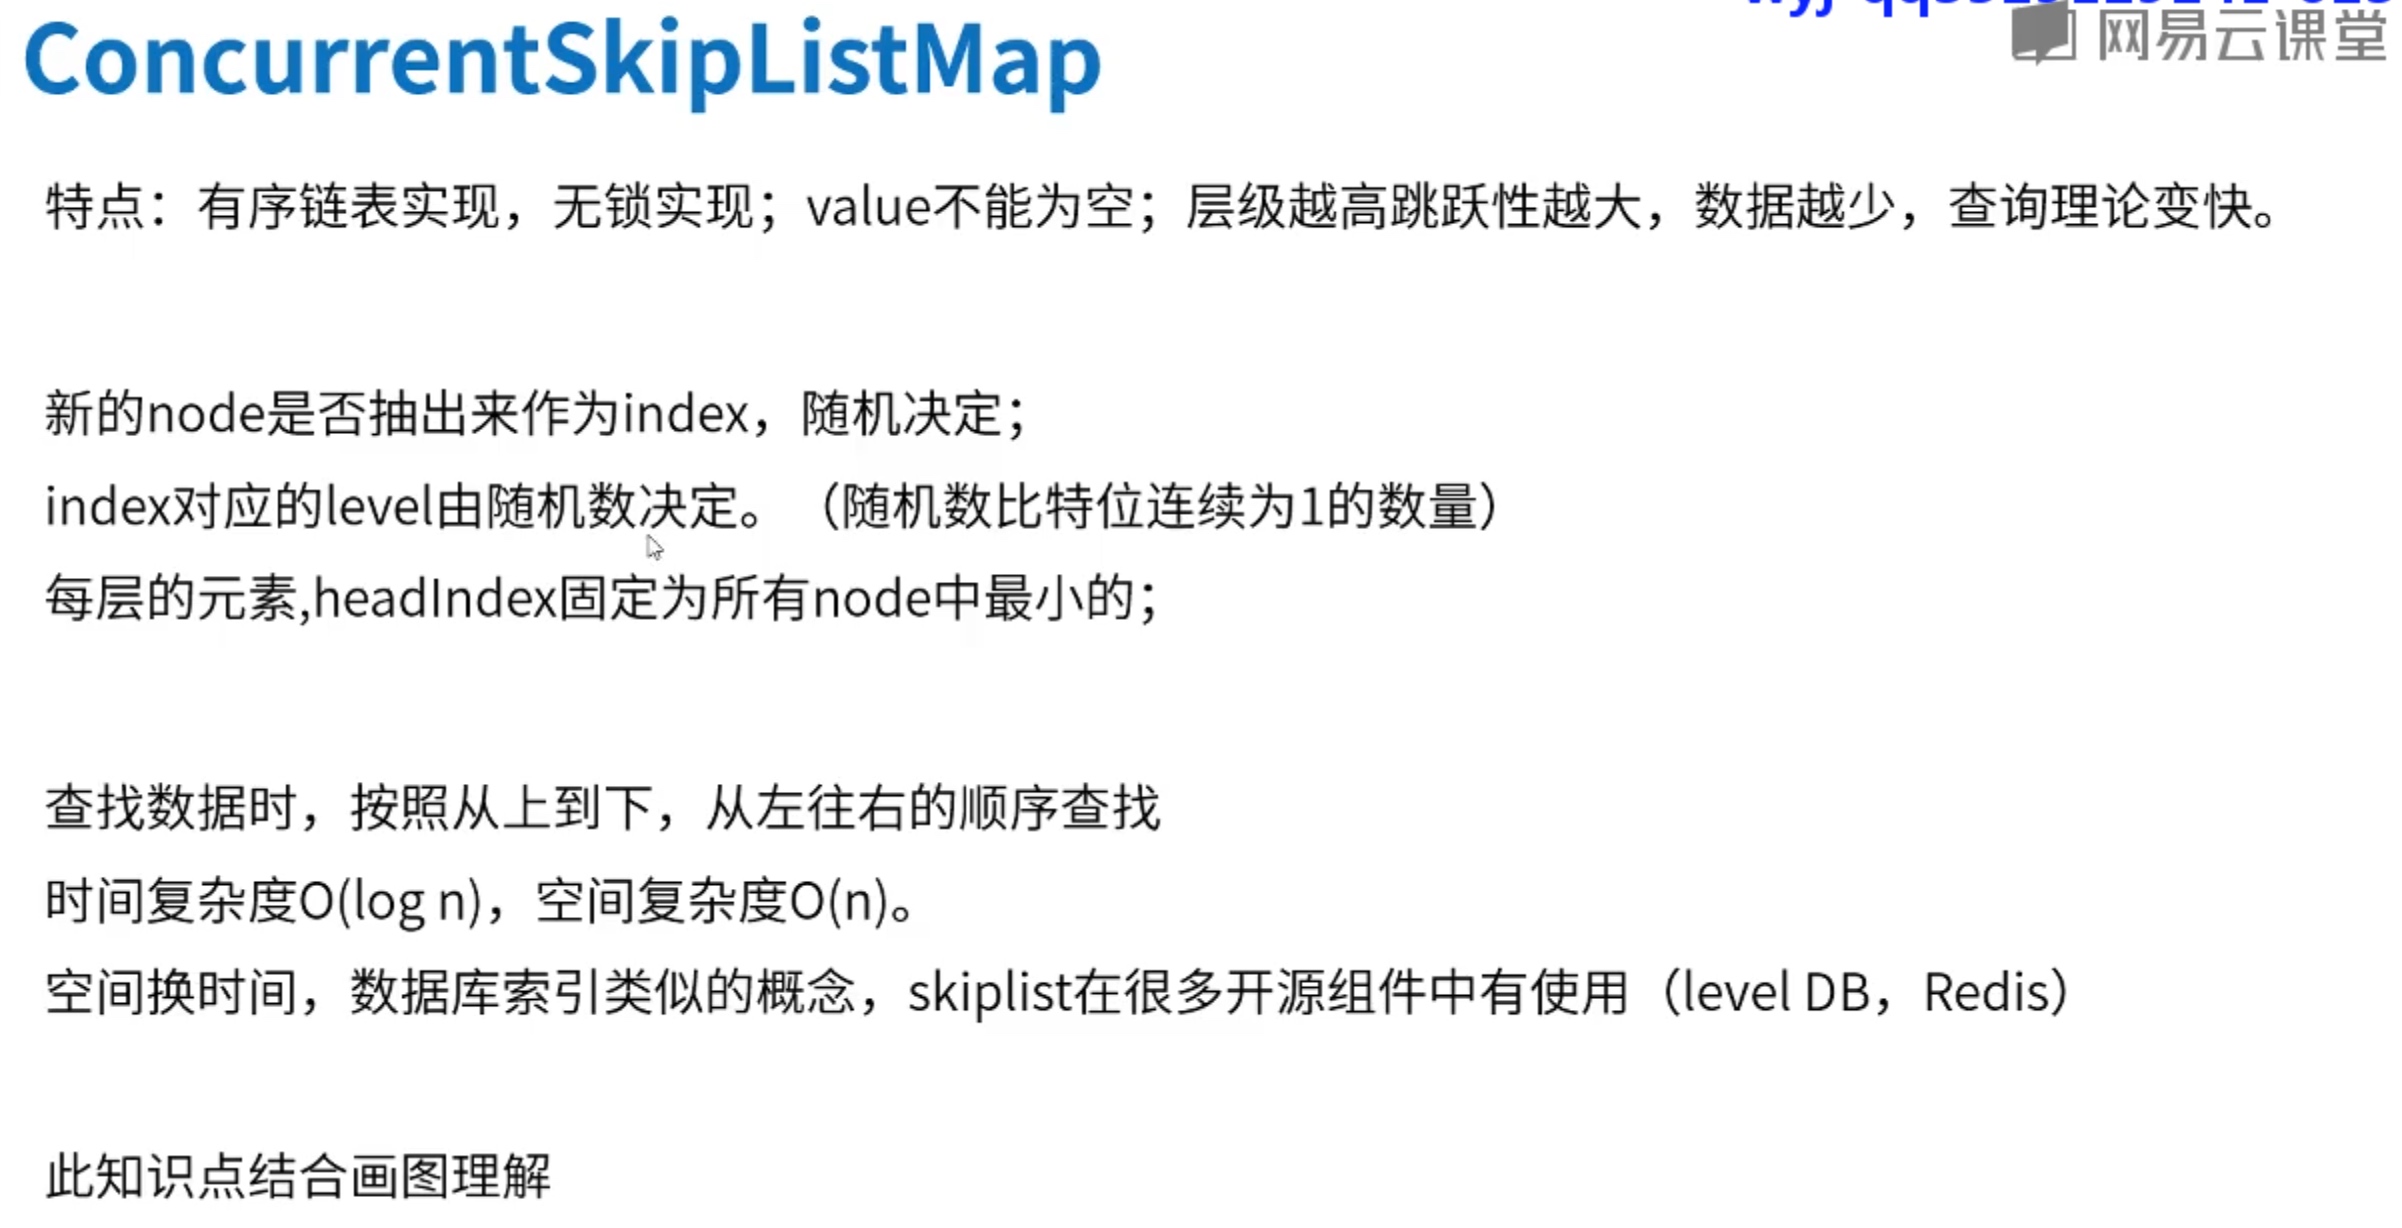 ConcurrentSkipListMap
网易云课堂
特点：有序链表实现，无锁实现；value不能为空；层级越高跳跃性越大，数据越少，查询理论变快。
新的node是否抽出来作为index，随机决定；
index对应的level由随机数决定。（随机数比特位连续为1的数量）
每层的元素,headIndex固定为所有node中最小的；
查找数据时，按照从上到下，从左往右的顺序查找
时间复杂度O(log n)，空间复杂度O(n)。
空间换时间，数据库索引类似的概念，skiplist在很多开源组件中有使用（level DB，Redis）
此知识点结合画图理解